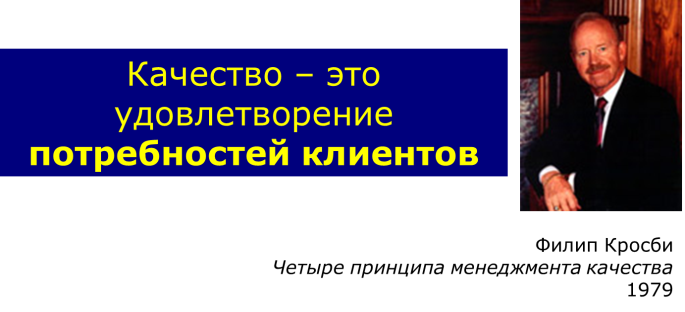 Качество – это
удовлетворение
потребностей клиентов
Филип Кросби
Четыре принципа менеджмента качества
1979